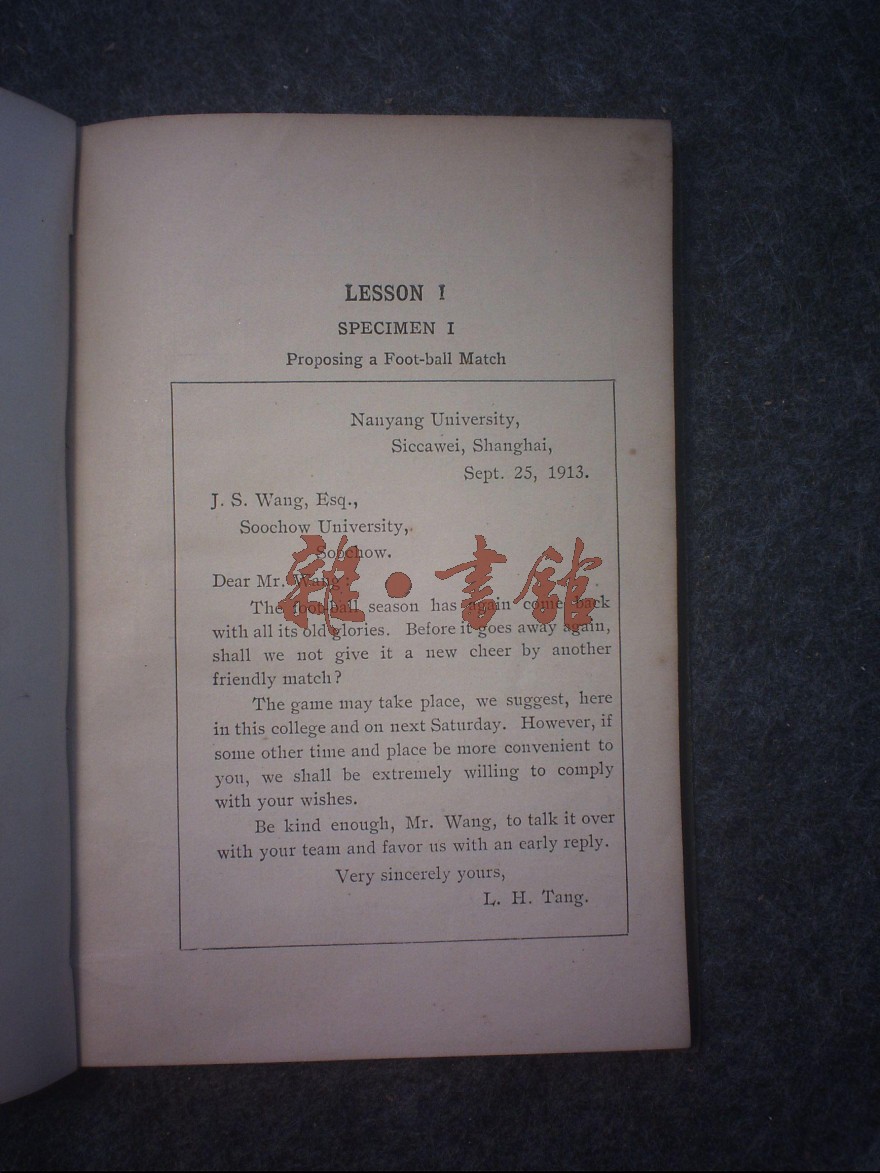 LESSON I
SPECIMEN I
Proposing a Foot-ball Match
Nanyang University,
Siccawei, Shanghai,
Sept. 25, 1913.
J. S. Wang, Esq.,
Soochow University,
Soochow.
Dear Mr. Wang:
雜·書館
The foot-ball season has again come back
with all its old glories. Before it goes away again,
shall we not give it a new cheer by another
friendly match?
The game may take place, we suggest, here
in this college and on next Saturday. However, if
some other time and place be more convenient to
you, we shall be extremely willing to comply
with your wishes.
Be kind enough, Mr. Wang, to talk it over
with your team and favor us with an early reply.
Very sincerely yours,
L. H. Tang.